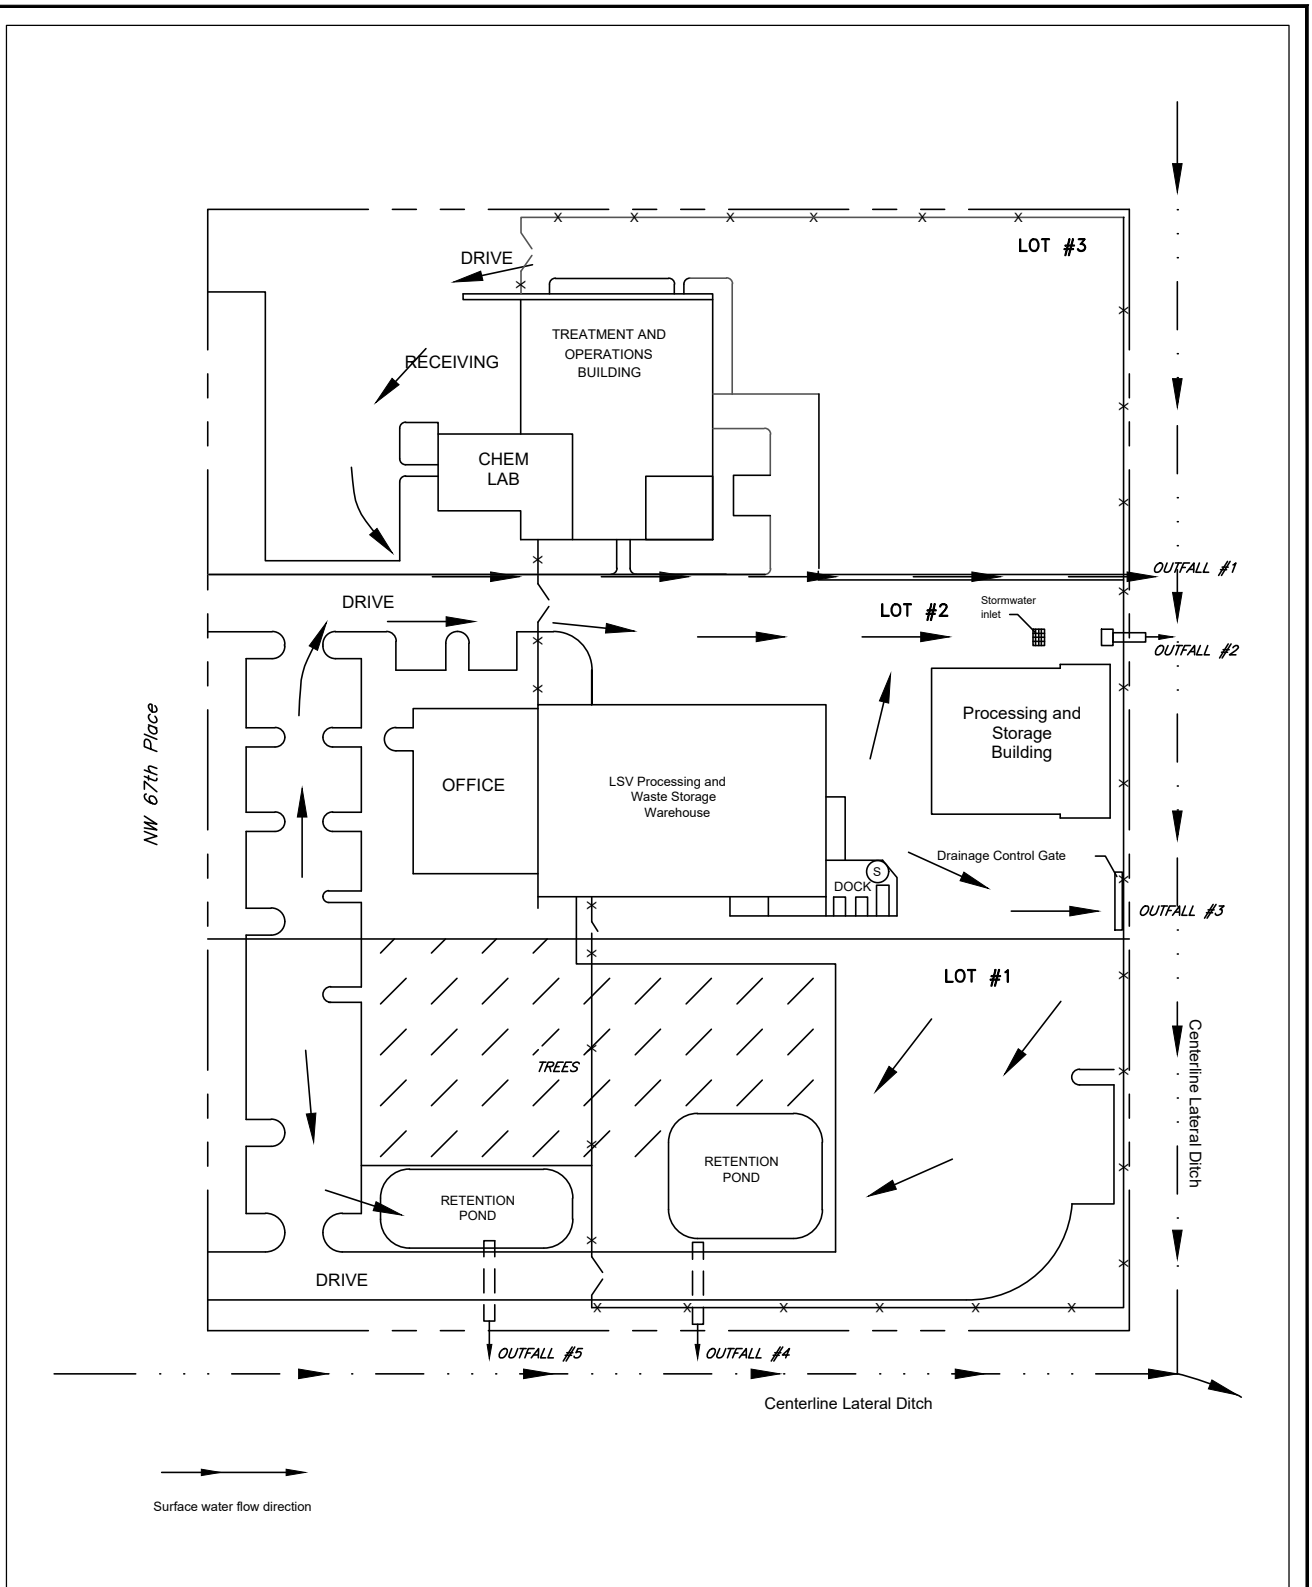 LOT #3
DRIVE
TREATMENT AND
OPERATIONS
BUILDING
RECEIVING
CHEM
LAB
OUTFALL #1
DRIVE
LOT #2
Stormwater
inlet
OUTFALL #2
NW 67th Place
Processing and
Storage
Building
OFFICE
LSV Processing and
Waste Storage
Warehouse
Drainage Control Gate
S
DOCK
OUTFALL #3
LOT #1
Centerline Lateral Ditch
TREES
RETENTION
POND
RETENTION
POND
DRIVE
OUTFALL #5
OUTFALL #4
Centerline Lateral Ditch
Surface water flow direction